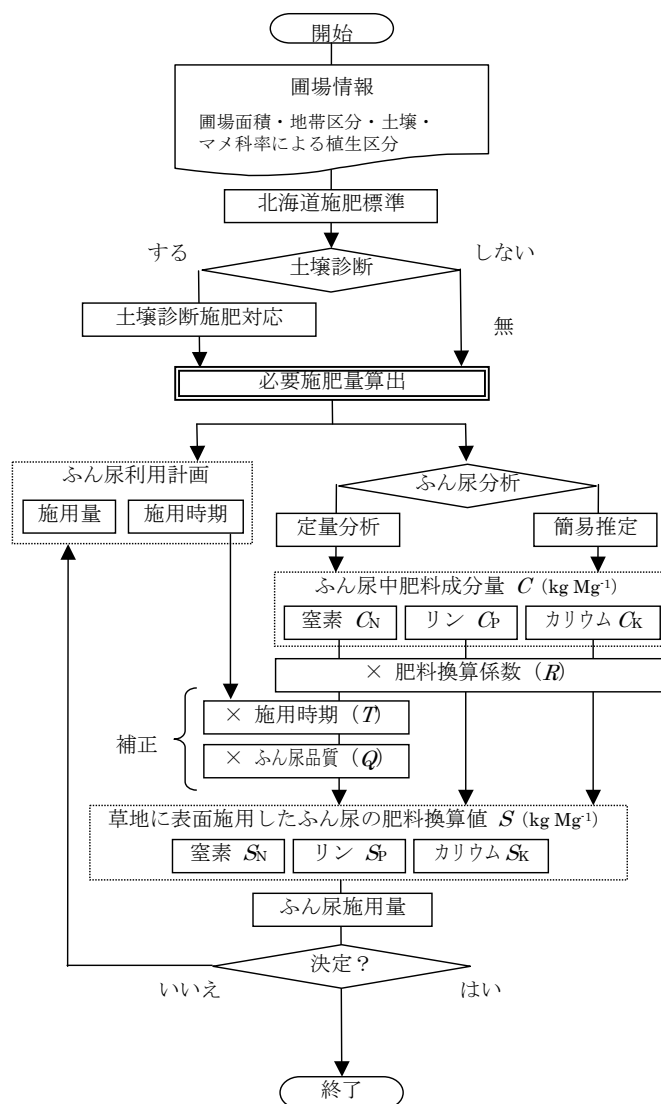 開始
圃場情報
圃場面積・地帯区分・土壌・
マメ科率による植生区分
北海道施肥標準
する
土壌診断
しない
土壌診断施肥対応
無
必要施肥量算出
ふん尿利用計画
施用量
施用時期
ふん尿分析
定量分析
簡易推定
ふん尿中肥料成分量 C (kg Mg-1)
窒素 CN
リン CP
カリウム CK
× 肥料換算係数（R）
補正
× 施用時期（T）
× ふん尿品質（Q）
草地に表面施用したふん尿の肥料換算値 S (kg Mg-1)
窒素 SN
リン SP
カリウム SK
ふん尿施用量
決定？
いいえ
はい
終了